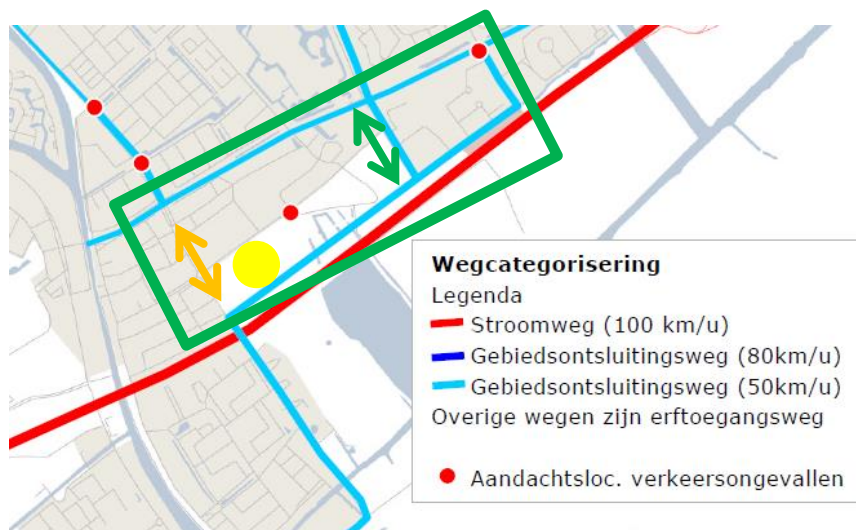 Wegcategorisering
Legenda
Stroomweg (100 km/u)
Gebiedsontsluitingsweg (80km/u)
Gebiedsontsluitingsweg (50km/u)
Overige wegen zijn erftoegangsweg
Aandachtsloc. verkeersongevallen